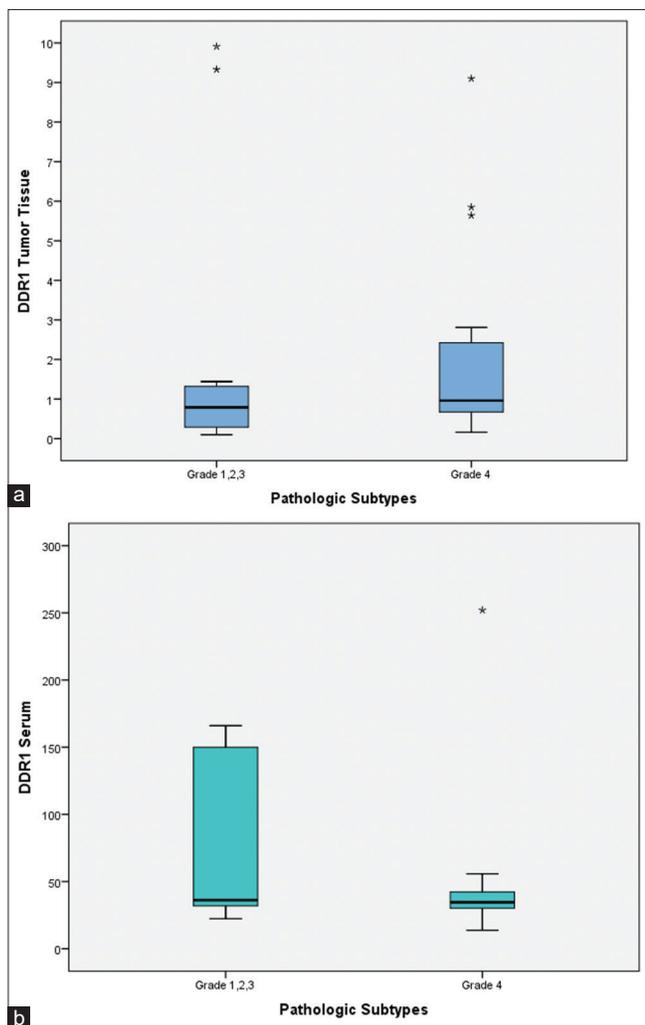 10
9
8
7
6
5
4
3
2
1
0
DDR1 Tumor Tissue
*
*
*
*
*
Grade 1,2,3
Grade 4
Pathologic Subtypes
a
300
250
200
150
100
50
0
DDR1 Serum
*
Grade 1,2,3
Grade 4
Pathologic Subtypes
b